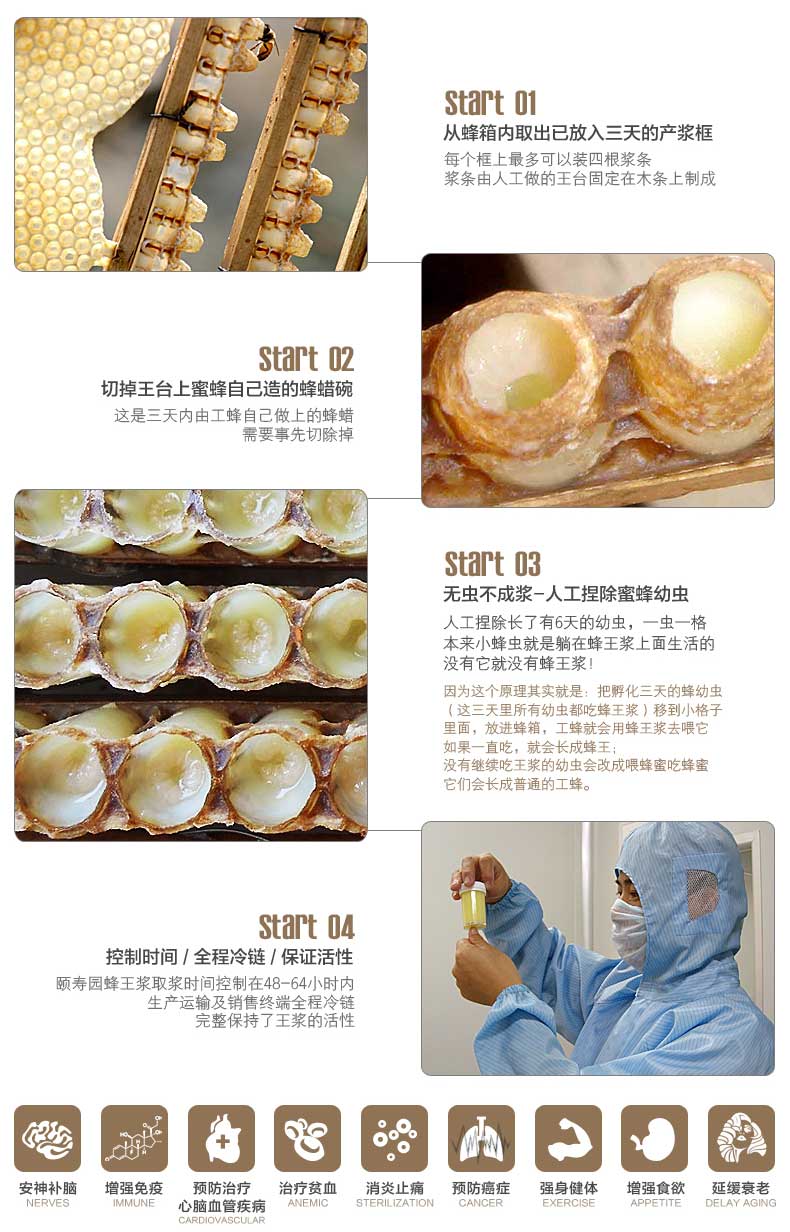 Start 01
从蜂箱内取出已放入三天的产浆框
每个框上最多可以装四根浆条
浆条由人工做的王台固定在木条上制成
Start 02
切掉王台上蜜蜂自己造的蜂蜡碗
这是三天内由工蜂自己做上的蜂蜡
需要事先切除掉
Start 03
无虫不成浆-人工捏除蜜蜂幼虫
人工捏除长了有6天的幼虫，一虫一格
本来小蜂虫就是躺在蜂王浆上面生活的
没有它就没有蜂王浆！
因为这个原理其实就是：把孵化三天的蜂幼虫
（这三天里所有幼虫都吃蜂王浆）移到小格子
里面，放进蜂箱，工蜂就会用蜂王浆去喂它
如果一直吃，就会长成蜂王；
没有继续吃王浆的幼虫会改成喂蜂蜜吃蜂蜜
它们会长成普通的工蜂。
Start 04
控制时间 / 全程冷链 / 保证活性
颐寿园蜂王浆取浆时间控制在48-64小时内
生产运输及销售终端全程冷链
完整保持了王浆的活性
安神补脑
NERVES
增强免疫
IMMUNE
预防治疗
心脑血管疾病
CARDIOVASCULAR
治疗贫血
ANEMIC
消炎止痛
STERILIZATION
预防癌症
CANCER
强身健体
EXERCISE
增强食欲
APPETITE
延缓衰老
DELAY AGING